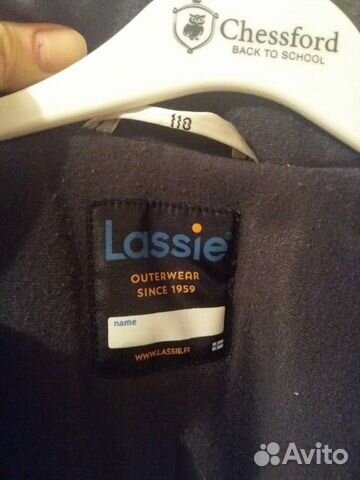 Chessford
BACK TO SCHOOL
110
Lassie
OUTERWEAR
SINCE 1959
name
WWW.LASSIE.FI
Avito